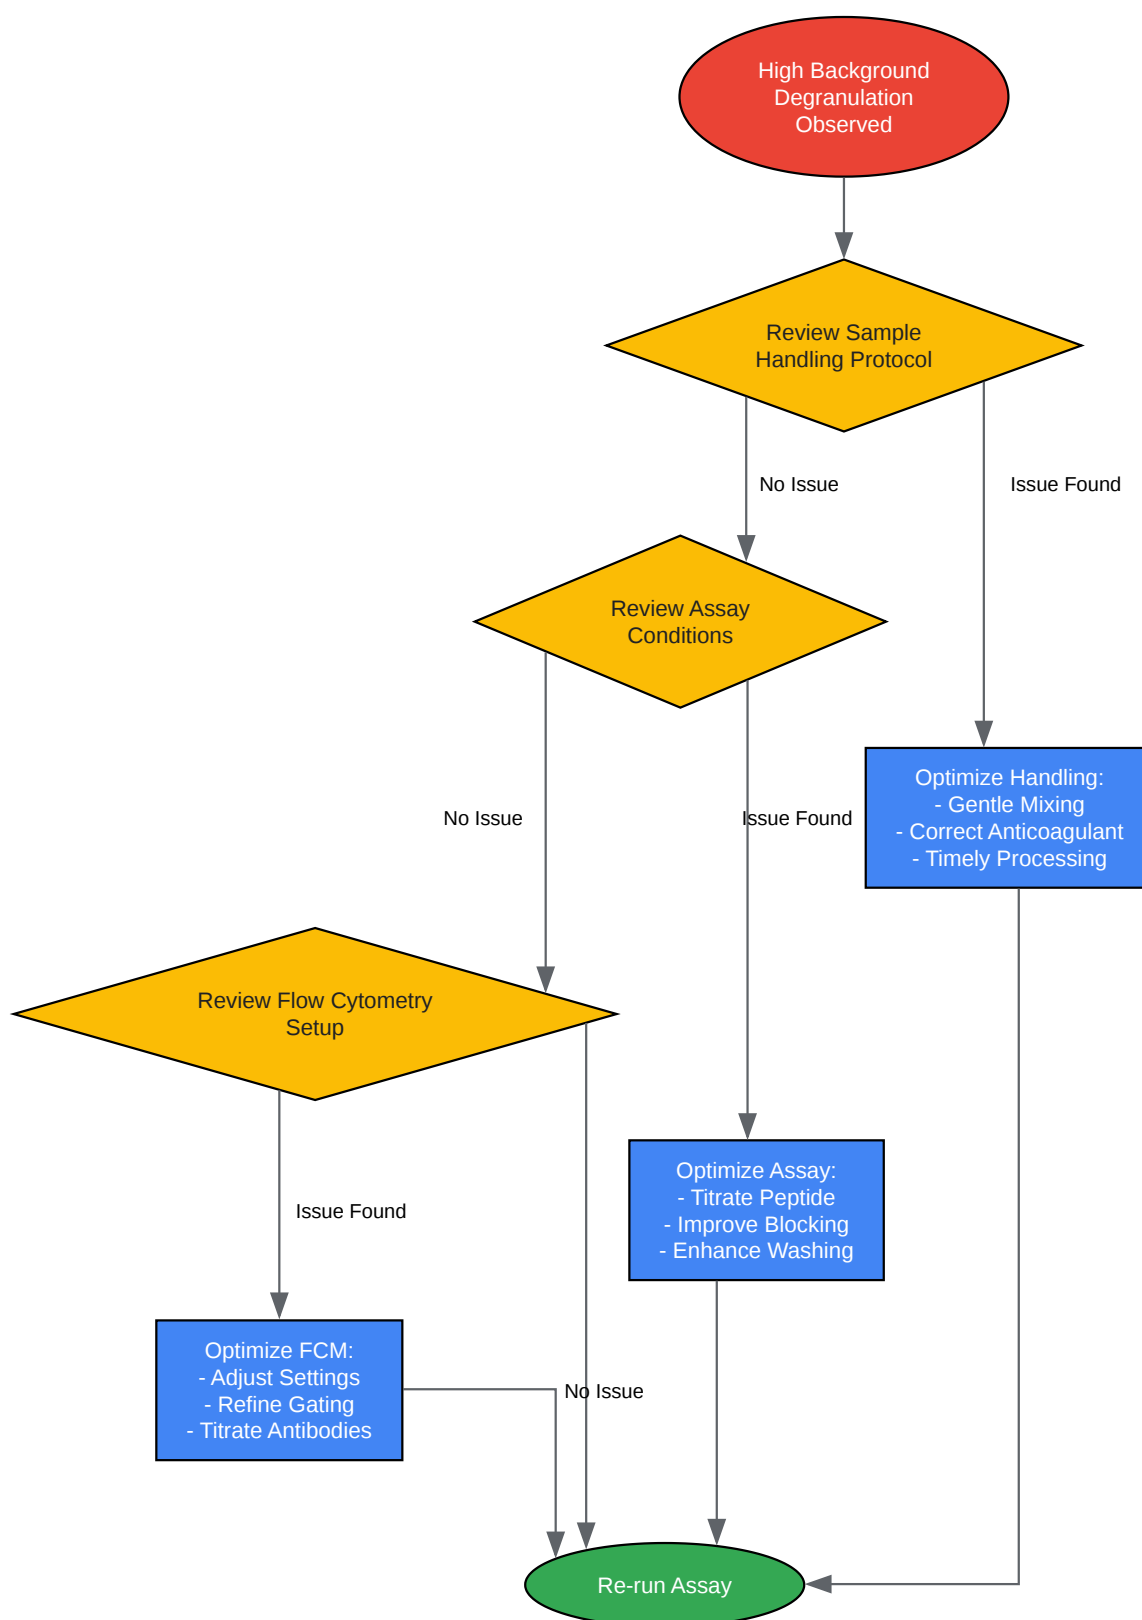 High Background
Degranulation
Observed
Review Sample
Handling Protocol
No Issue
Issue Found
Review Assay
Conditions
Optimize Handling:
- Gentle Mixing
- Correct Anticoagulant
- Timely Processing
No Issue
Issue Found
Review Flow Cytometry
Setup
Optimize Assay:
- Titrate Peptide
- Improve Blocking
- Enhance Washing
Issue Found
Optimize FCM:
- Adjust Settings
- Refine Gating
- Titrate Antibodies
No Issue
Re-run Assay